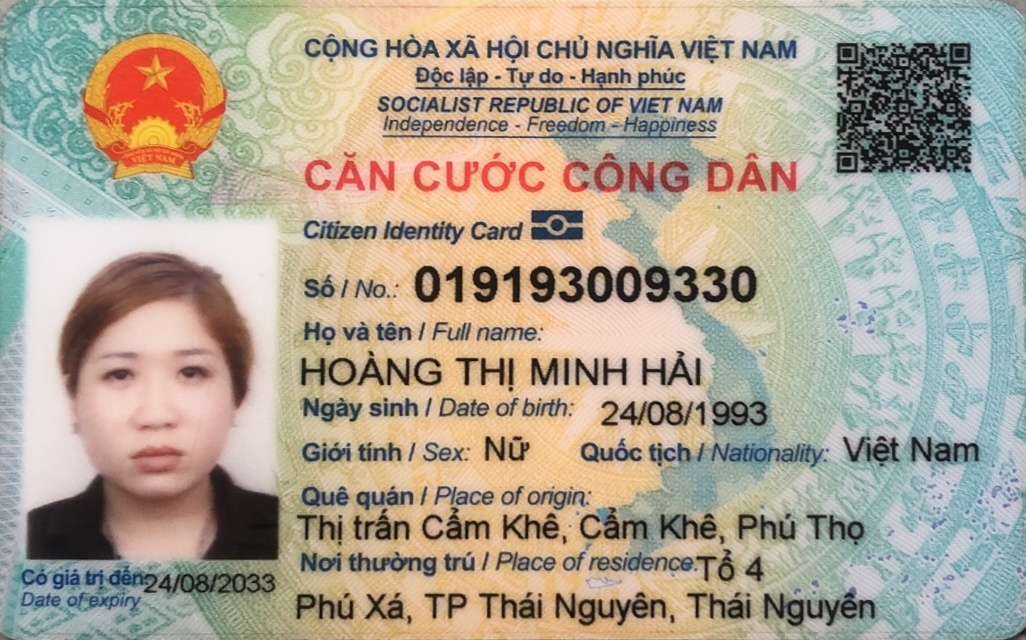 CỘNG HÒA XÃ HỘI CHỦ NGHĨA VIỆT NAM
Độc lập - Tự do - Hạnh phúc
SOCIALIST REPUBLIC OF VIET NAM
Independence - Freedom - Happiness
VIỆT NAM
CĂN CƯỚC CÔNG DÂN
Citizen Identity Card
Số / No.: 019193009330
Họ và tên / Full name:
HOÀNG THỊ MINH HẢI
Ngày sinh / Date of birth: 24/08/1993
Giới tính / Sex: Nữ Quốc tịch / Nationality: Việt Nam
Quê quán / Place of origin:
Thị trấn Cẩm Khê, Cẩm Khê, Phú Thọ
Nơi thường trú / Place of residence: Tổ 4
Phú Xá, TP Thái Nguyên, Thái Nguyên
Có giá trị đến: 24/08/2033
Date of expiry